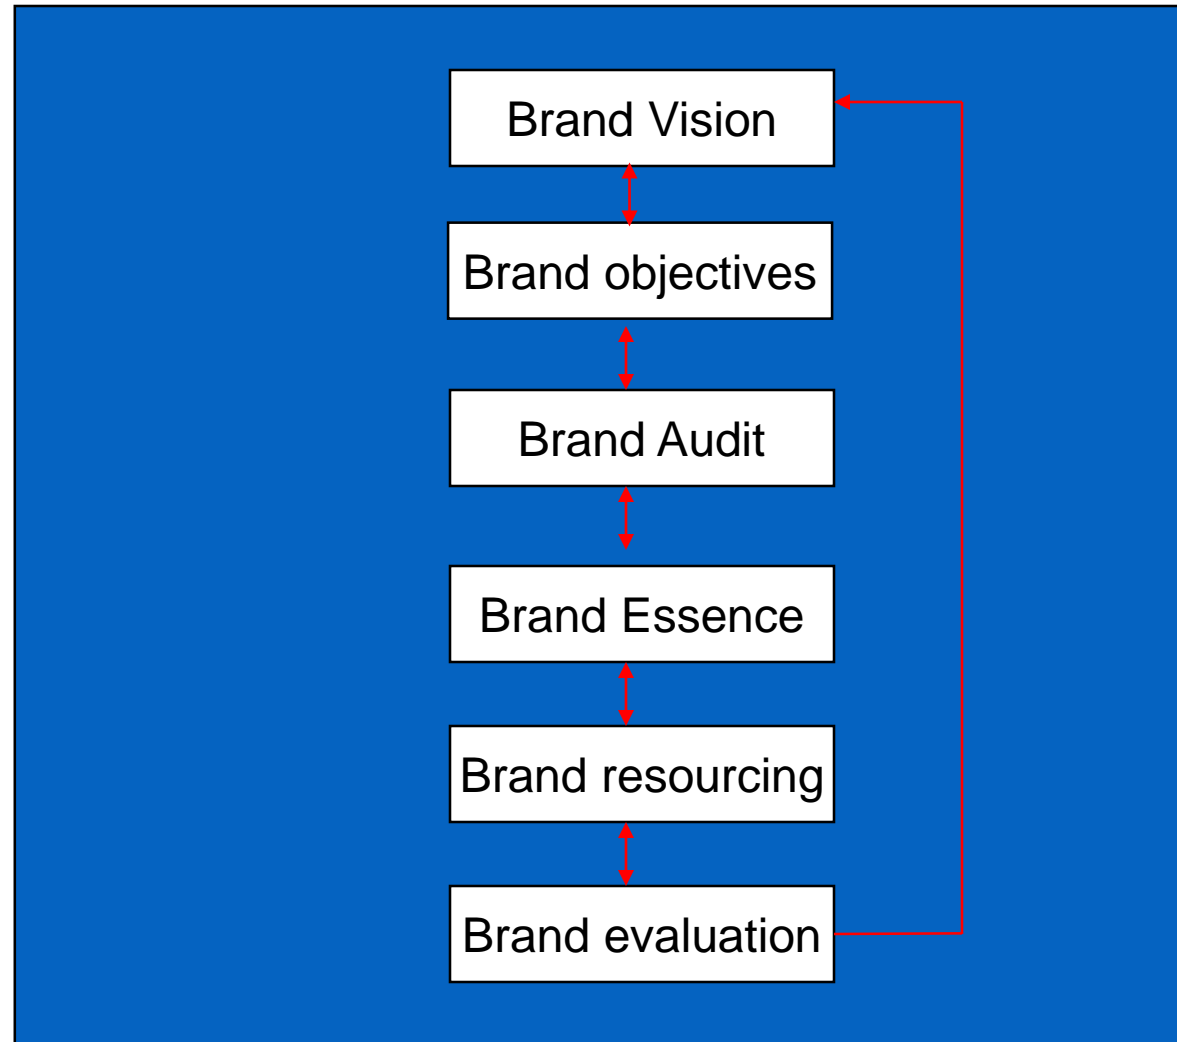 Brand Vision
Brand objectives
Brand Audit
Brand Essence
Brand resourcing
Brand evaluation